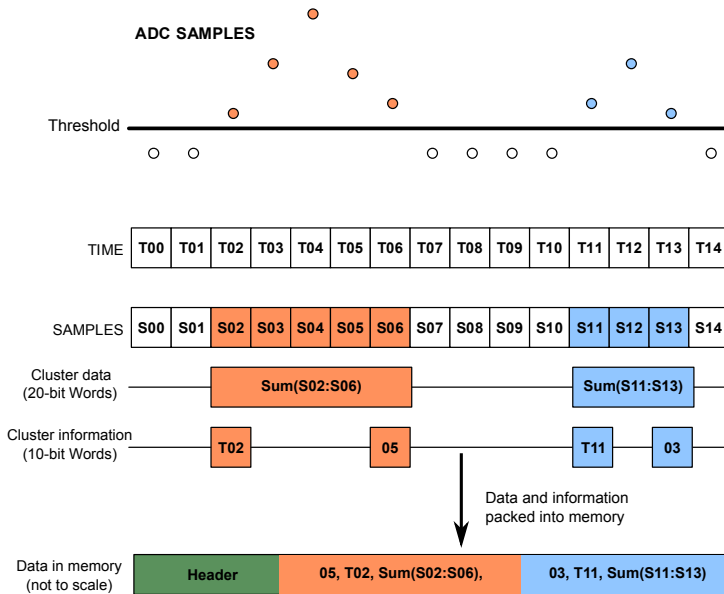 ADC SAMPLES
Threshold
TIME T00 T01 T02 T03 T04 T05 T06 T07 T08 T09 T10 T11 T12 T13 T14
SAMPLES S00 S01 S02 S03 S04 S05 S06 S07 S08 S09 S10 S11 S12 S13 S14
Cluster data
(20-bit Words)
Sum(S02:S06) Sum(S11:S13)
Cluster information
(10-bit Words)
T02 05 T11 03
Data and information
packed into memory
Data in memory
(not to scale)
Header 05, T02, Sum(S02:S06), 03, T11, Sum(S11:S13)